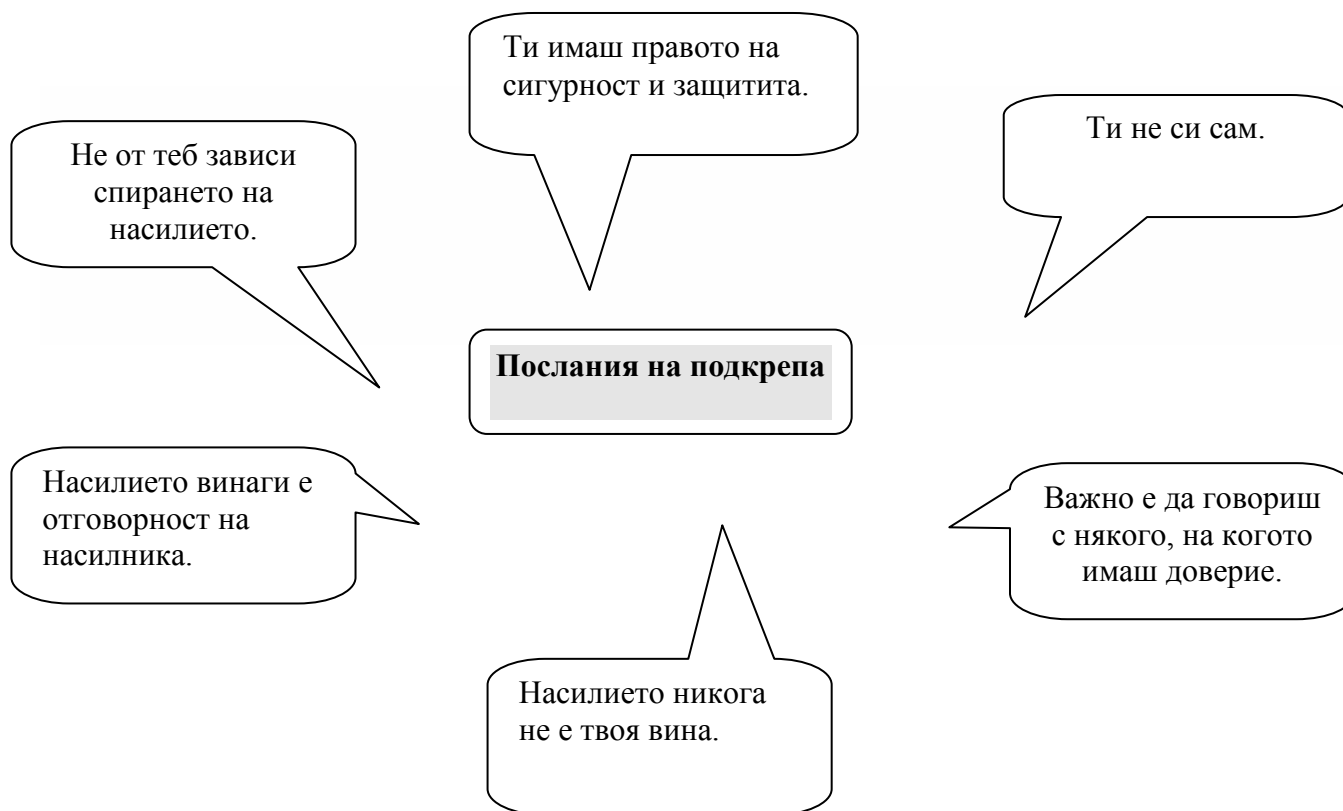 Ти имаш правото на
сигурност и защитита.
Не от теб зависи
спирането на
насилието.
Ти не си сам.
Послания на подкрепа
Насилието винаги е
отговорност на
насилника.
Важно е да говориш
с някого, на когото
имаш доверие.
Насилието никога
не е твоя вина.